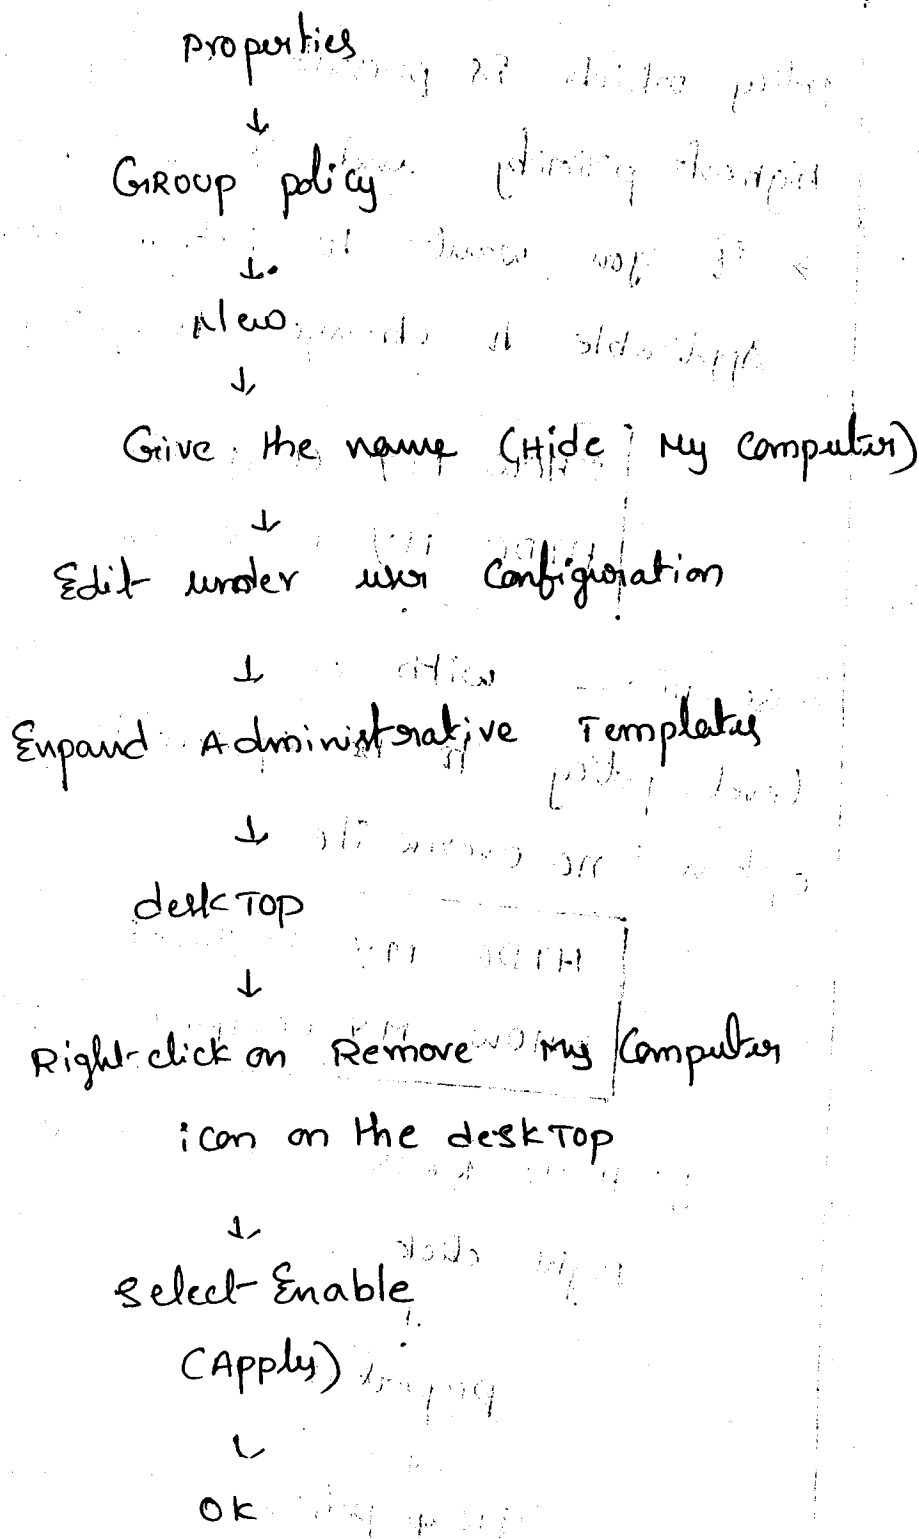 properties
↓
GROUP policy
↓
New
↓
Give the name (Hide My Computer)
↓
Edit under user Configuration
↓
Expand Administrative Templates
↓
deskTOP
↓
Right-click on Remove My Computer
icon on the deskTOP
↓
Select Enable
(Apply)
↓
OK